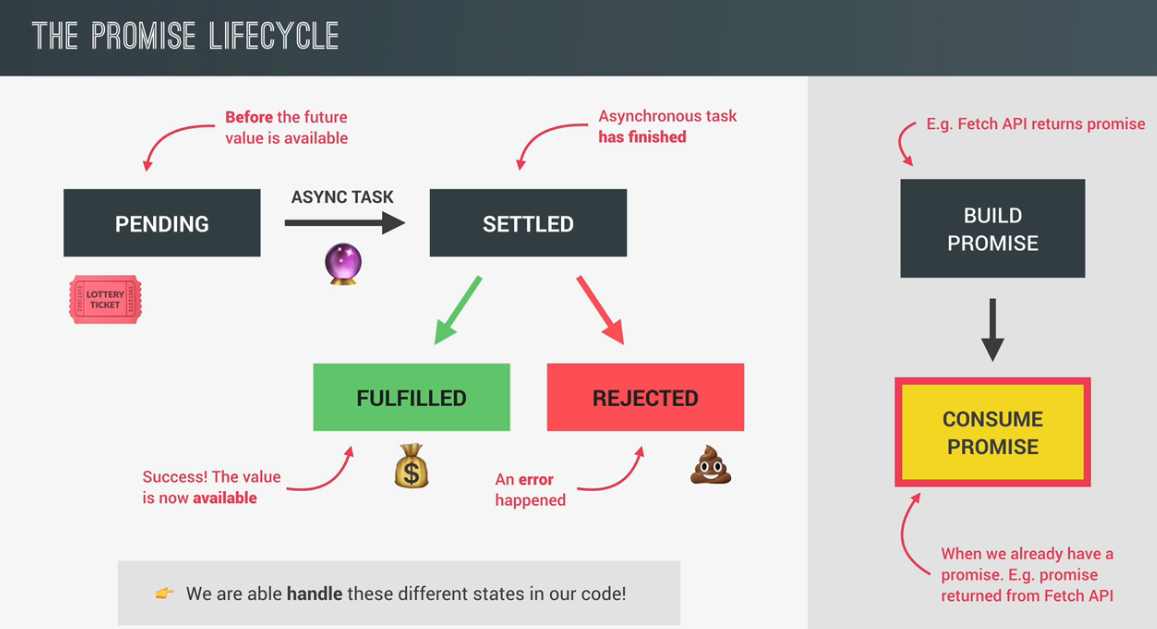 THE PROMISE LIFECYCLE
Before the future
value is available
Asynchronous task
has finished
E.g. Fetch API returns promise
PENDING
ASYNC TASK
SETTLED
BUILD
PROMISE
LOTTERY
TICKET
FULFILLED
REJECTED
CONSUME
PROMISE
$
Success! The value
is now available
An error
happened
When we already have a
promise. E.g. promise
returned from Fetch API
We are able handle these different states in our code!